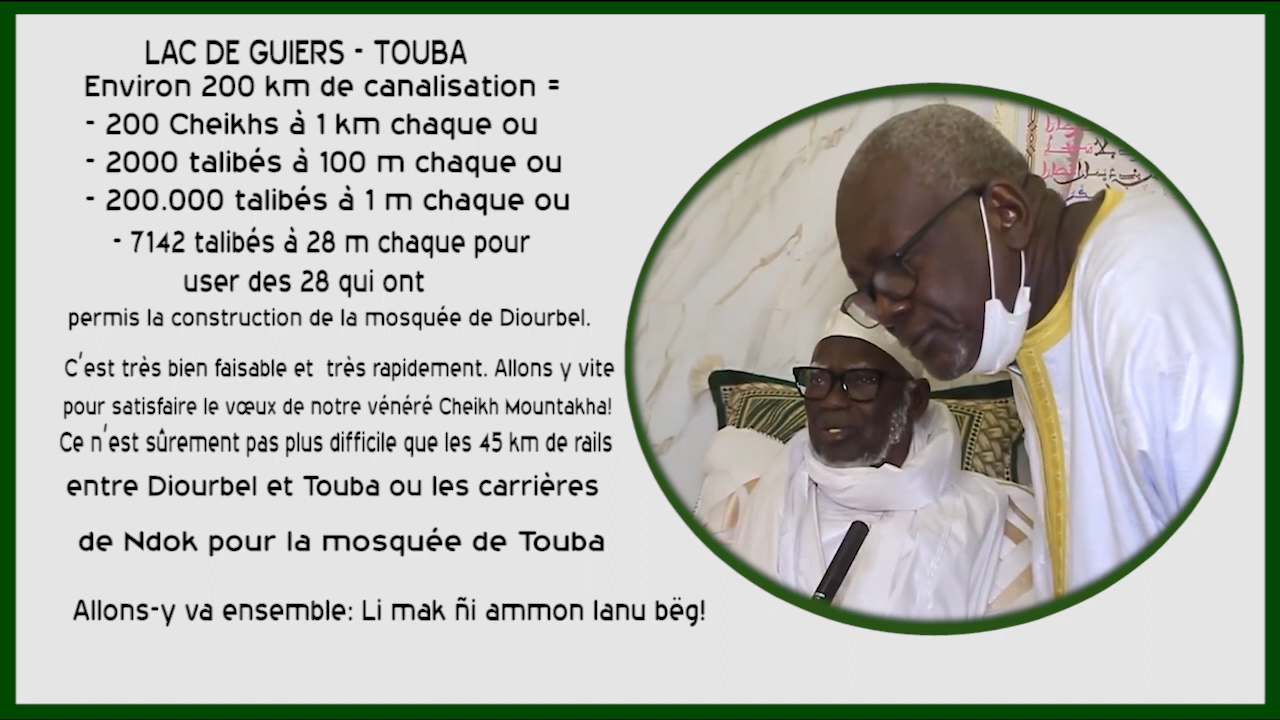 LAC DE GUIERS - TOUBA
Environ 200 km de canalisation =
- 200 Cheikhs à 1 km chaque ou
- 2000 talibés à 100 m chaque ou
- 200.000 talibés à 1 m chaque ou
- 7142 talibés à 28 m chaque pour
user des 28 qui ont
permis la construction de la mosquée de Diourbel.
C'est très bien faisable et très rapidement. Allons y vite
pour satisfaire le vœux de notre vénéré Cheikh Mountakha!
Ce n'est sûrement pas plus difficile que les 45 km de rails
entre Diourbel et Touba ou les carrières
de Ndok pour la mosquée de Touba
Allons-y va ensemble: Li mak ñi ammon lanu bëg!